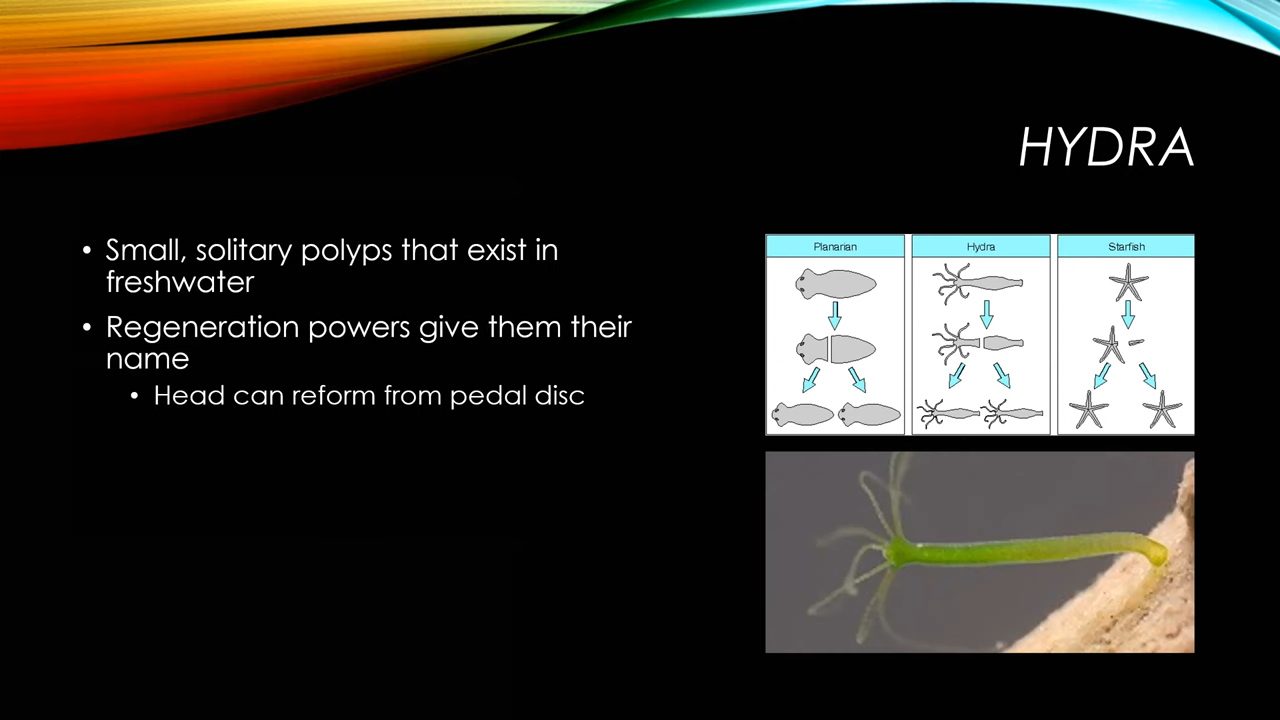 HYDRA
• Small, solitary polyps that exist in
freshwater
• Regeneration powers give them their
name
• Head can reform from pedal disc
Planarian
Hydra
Starfish